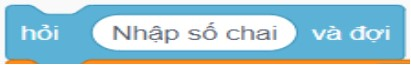 hỏi Nhập số chai và đợi